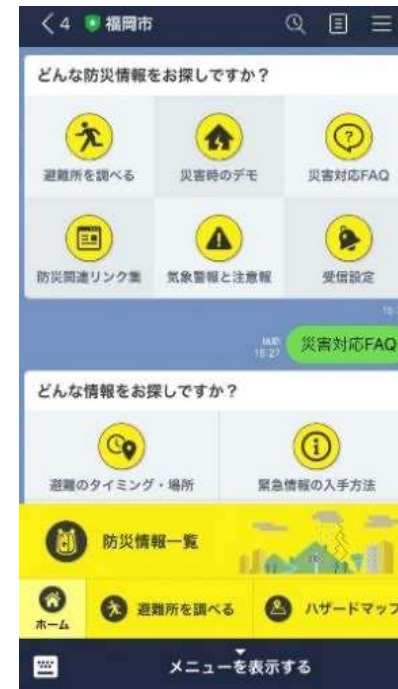 4 福岡市
どんな防災情報をお探しですか?
避難所を調べる 災害時のデモ 災害対応FAQ
防災関連リンク集 気象警報と注意報 受信設定
既読
16:27
災害対応FAQ
どんな情報をお探しですか?
避難のタイミング・場所 緊急情報の入手方法
防災情報一覧
ホーム 避難所を調べる ハザードマップ
メニューを表示する